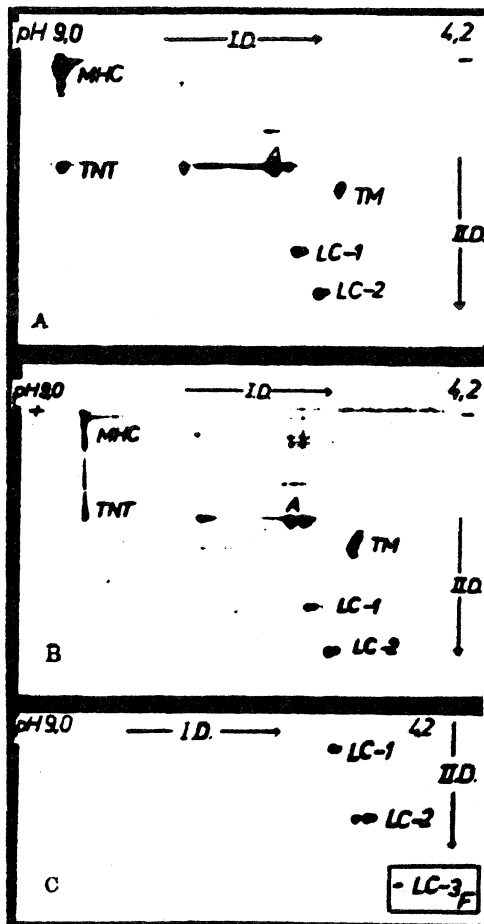 pH 9,0 I.D. 4,2
MHC
TNT A
TM
II.D.
LC-1
LC-2
A
pH 9,0 I.D. 4,2
+ -
MHC
TNT A
TM
II.D.
LC-1
LC-2
B
pH 9,0 I.D. 4,2
LC-1
II.D.
LC-2
C
- LC-3F